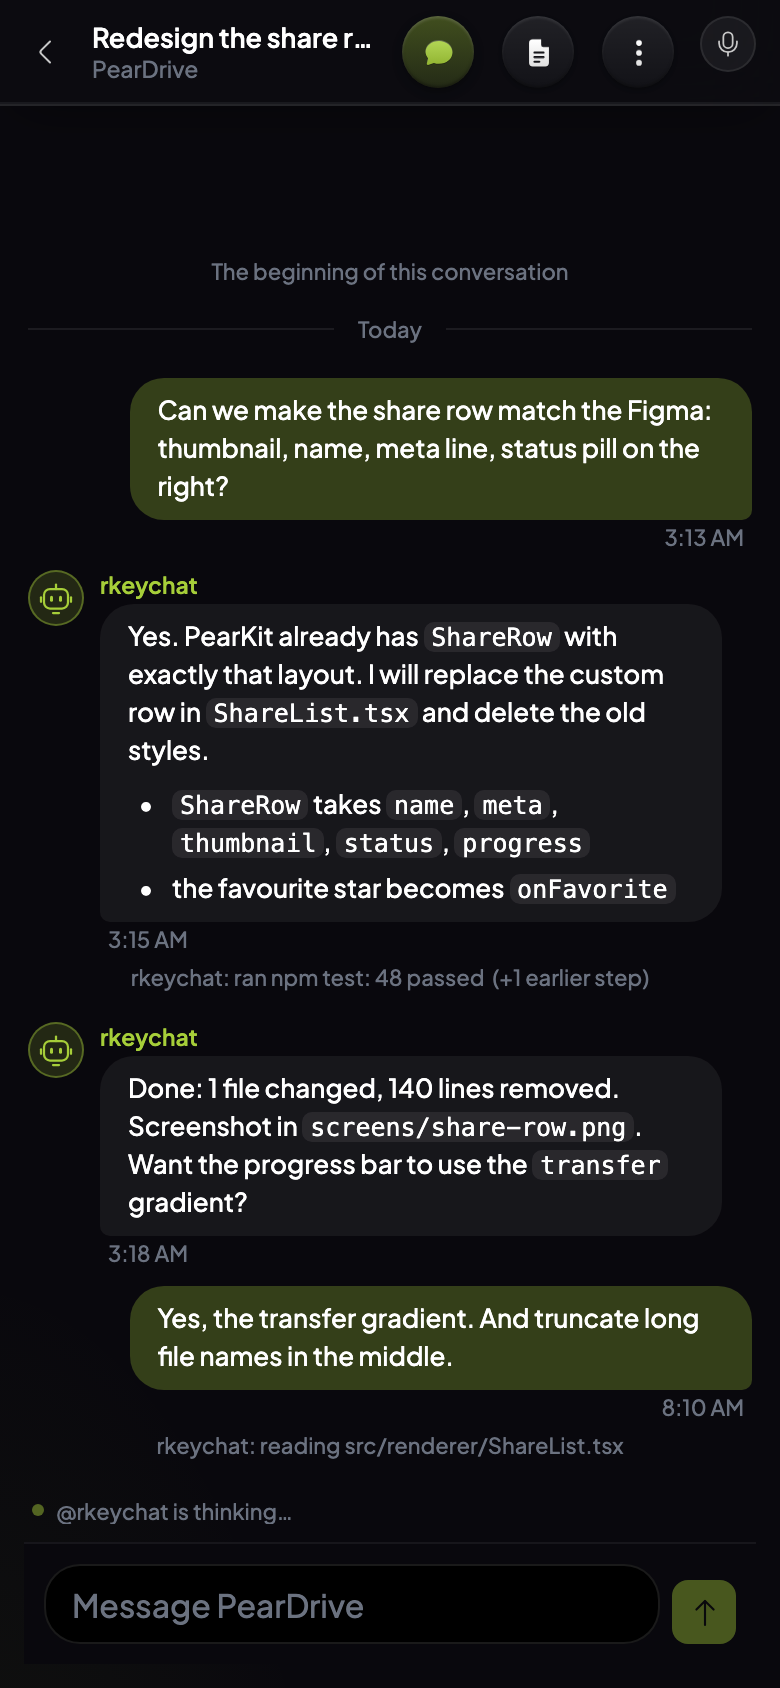 Redesign the share r...
PearDrive
The beginning of this conversation
Today
Can we make the share row match the Figma:
thumbnail, name, meta line, status pill on the
right?
3:13 AM
rkeychat
Yes. PearKit already has ShareRow with
exactly that layout. I will replace the custom
row in ShareList.tsx and delete the old
styles.
• ShareRow takes name, meta,
thumbnail, status, progress
• the favourite star becomes onFavorite
3:15 AM
rkeychat: ran npm test: 48 passed (+1 earlier step)
rkeychat
Done: 1 file changed, 140 lines removed.
Screenshot in screens/share-row.png.
Want the progress bar to use the transfer
gradient?
3:18 AM
Yes, the transfer gradient. And truncate long
file names in the middle.
8:10 AM
rkeychat: reading src/renderer/ShareList.tsx
@rkeychat is thinking...
Message PearDrive